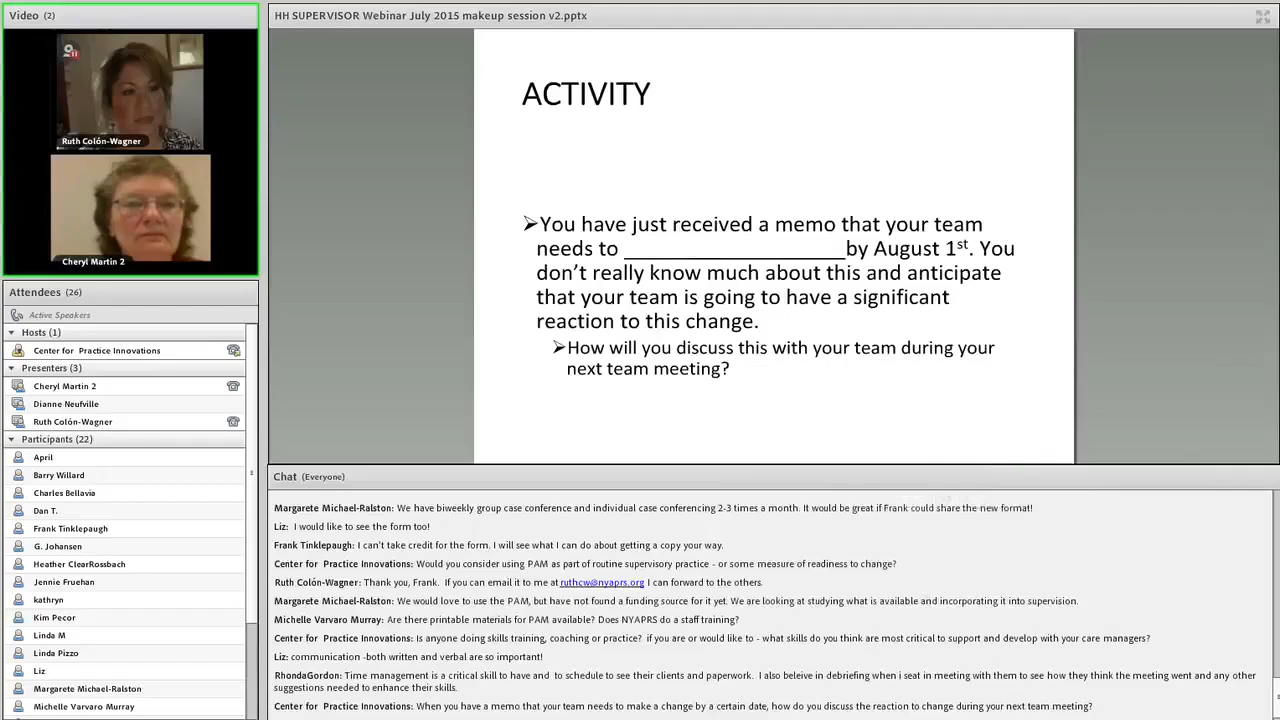 Video (2)
Ruth Colón-Wagner
Cheryl Martin 2
Attendees (26)
Active Speakers
Hosts (1)
Center for Practice Innovations
Presenters (3)
Cheryl Martin 2
Dianne Neufville
Ruth Colón-Wagner
Participants (22)
April
Barry Willard
Charles Bellavia
Dan T.
Frank Tinklepaugh
G. Johansen
Heather ClearRossbach
Jennie Fruehan
kathryn
Kim Pecor
Linda M
Linda Pizzo
Liz
Margarete Michael-Ralston
Michelle Varvaro Murray
HH SUPERVISOR Webinar July 2015 makeup session v2.pptx
ACTIVITY
You have just received a memo that your team
needs to ____________________by August 1st. You
don't really know much about this and anticipate
that your team is going to have a significant
reaction to this change.
How will you discuss this with your team during your
next team meeting?
Chat (Everyone)
Margarete Michael-Ralston: We have biweekly group case conference and individual case conferencing 2-3 times a month. It would be great if Frank could share the new format!
Liz: I would like to see the form too!
Frank Tinklepaugh: I can't take credit for the form. I will see what I can do about getting a copy your way.
Center for Practice Innovations: Would you consider using PAM as part of routine supervisory practice - or some measure of readiness to change?
Ruth Colón-Wagner: Thank you, Frank. If you can email it to me at ruthcw@nyaprs.org I can forward to the others.
Margarete Michael-Ralston: We would love to use the PAM, but have not found a funding source for it yet. We are looking at studying what is available and incorporating it into supervision.
Michelle Varvaro Murray: Are there printable materials for PAM available? Does NYAPRS do a staff training?
Center for Practice Innovations: Is anyone doing skills training, coaching or practice? if you are or would like to - what skills do you think are most critical to support and develop with your care managers?
Liz: communication -both written and verbal are so important!
RhondaGordon: Time management is a critical skill to have and to schedule to see their clients and paperwork. I also beleive in debriefing when i seat in meeting with them to see how they think the meeting went and any other
suggestions needed to enhance their skills.
Center for Practice Innovations: When you have a memo that your team needs to make a change by a certain date, how do you discuss the reaction to change during your next team meeting?